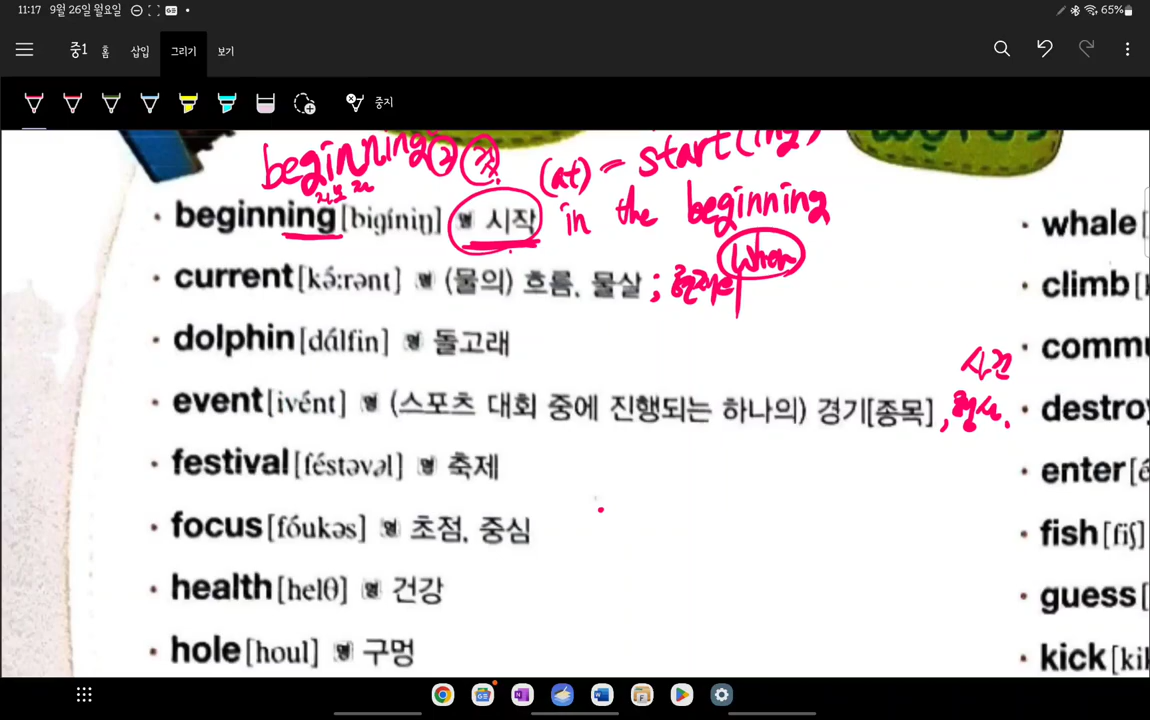 11:17 9월 26일 월요일 65%
중1 홈 삽입 그리기 보기
중지
words
beginning
(at) = start(ing)
in the beginning
beginning[bigíniŋ] 명 시작
whale[
when
current[kə́ːrənt] 명 (물의) 흐름, 물살 ; 현재의
climb[k
dolphin[dálfin] 명 돌고래
commu
사건
event[ivént] 명 (스포츠 대회 중에 진행되는 하나의) 경기[종목] , 행사.
destroy
festival[féstəvəl] 명 축제
enter[é
focus[fóukəs] 명 초점, 중심
fish[fiʃ]
health[helθ] 명 건강
guess[
hole[houl] 명 구멍
kick[kik